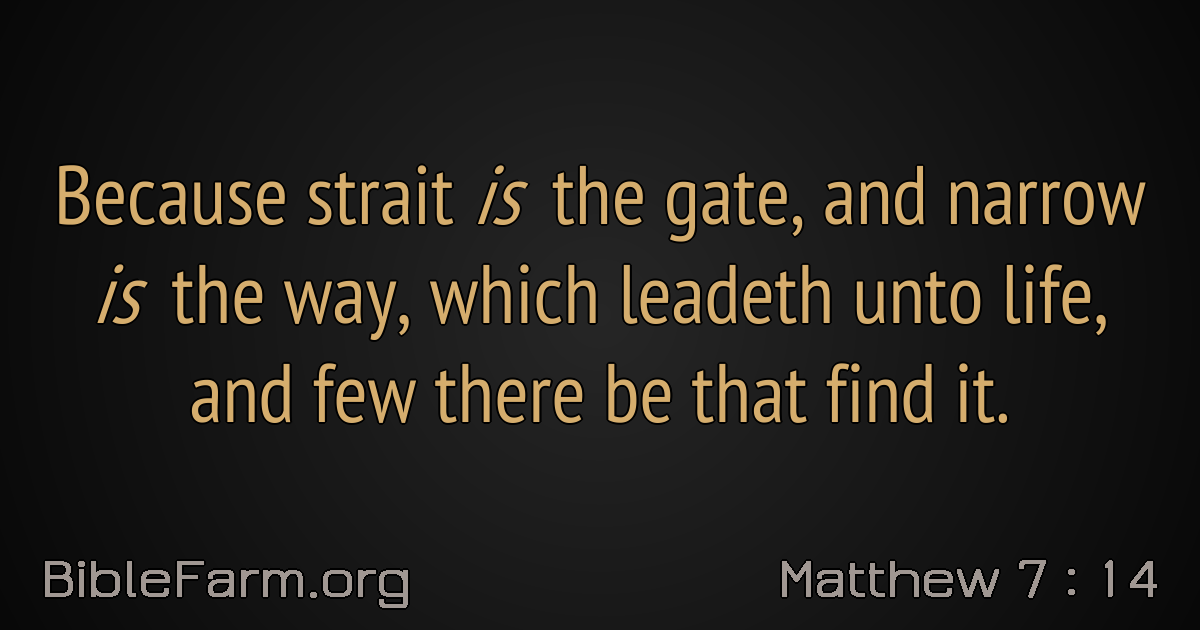 Because strait is the gate, and narrow
is the way, which leadeth unto life,
and few there be that find it.
BibleFarm.org
Matthew 7 : 14